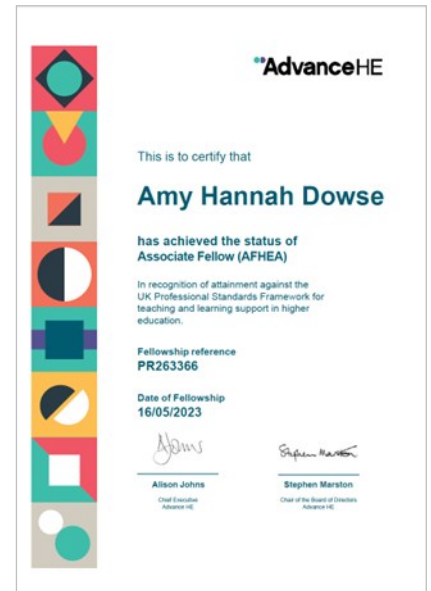 AdvanceHE
This is to certify that
Amy Hannah Dowse
has achieved the status of
Associate Fellow (AFHEA)
In recognition of attainment against the
UK Professional Standards Framework for
teaching and learning support in higher
education.
Fellowship reference
PR263366
Date of Fellowship
16/05/2023
Stephen Marston
Alison Johns
Stephen Marston
Chief Executive
Chair of the Board of Directors
Advance HE
Advance HE